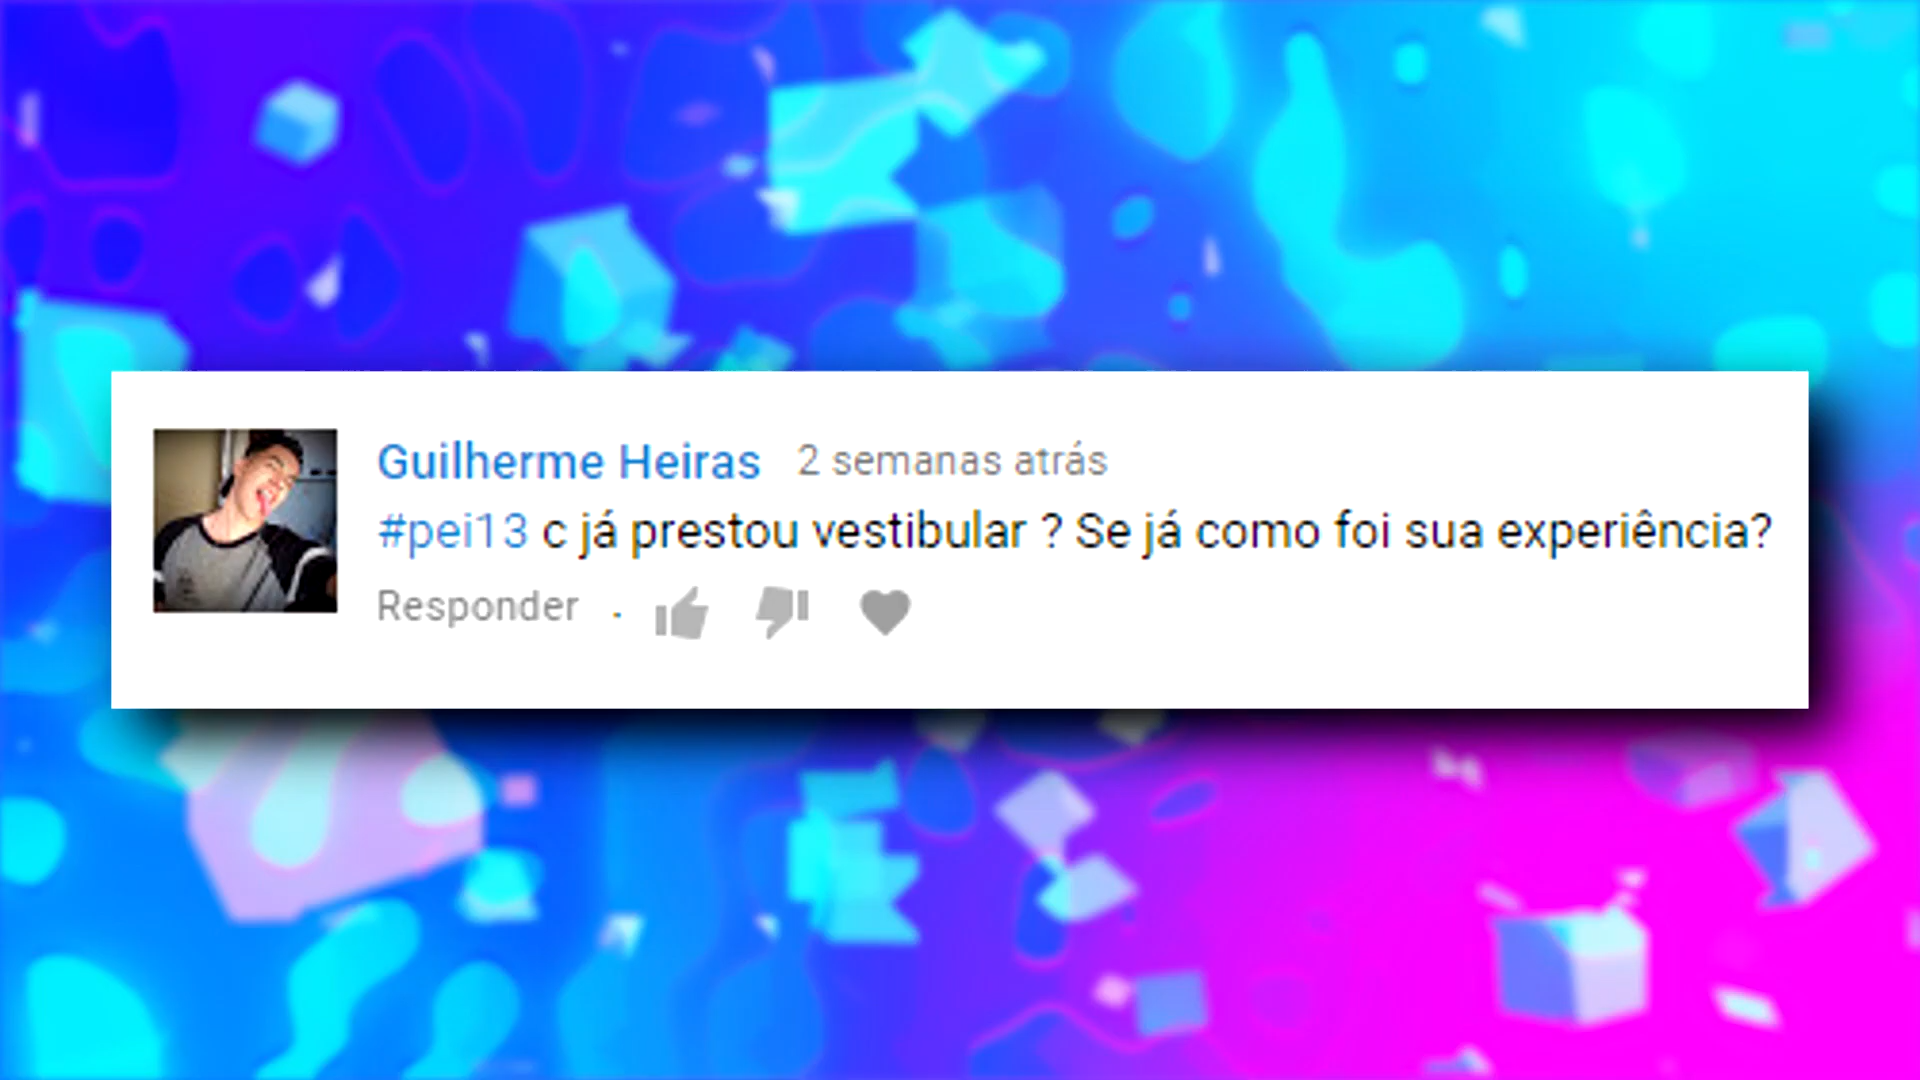 Guilherme Heiras 2 semanas atrás
#pei13 c já prestou vestibular ? Se já como foi sua experiência?
Responder